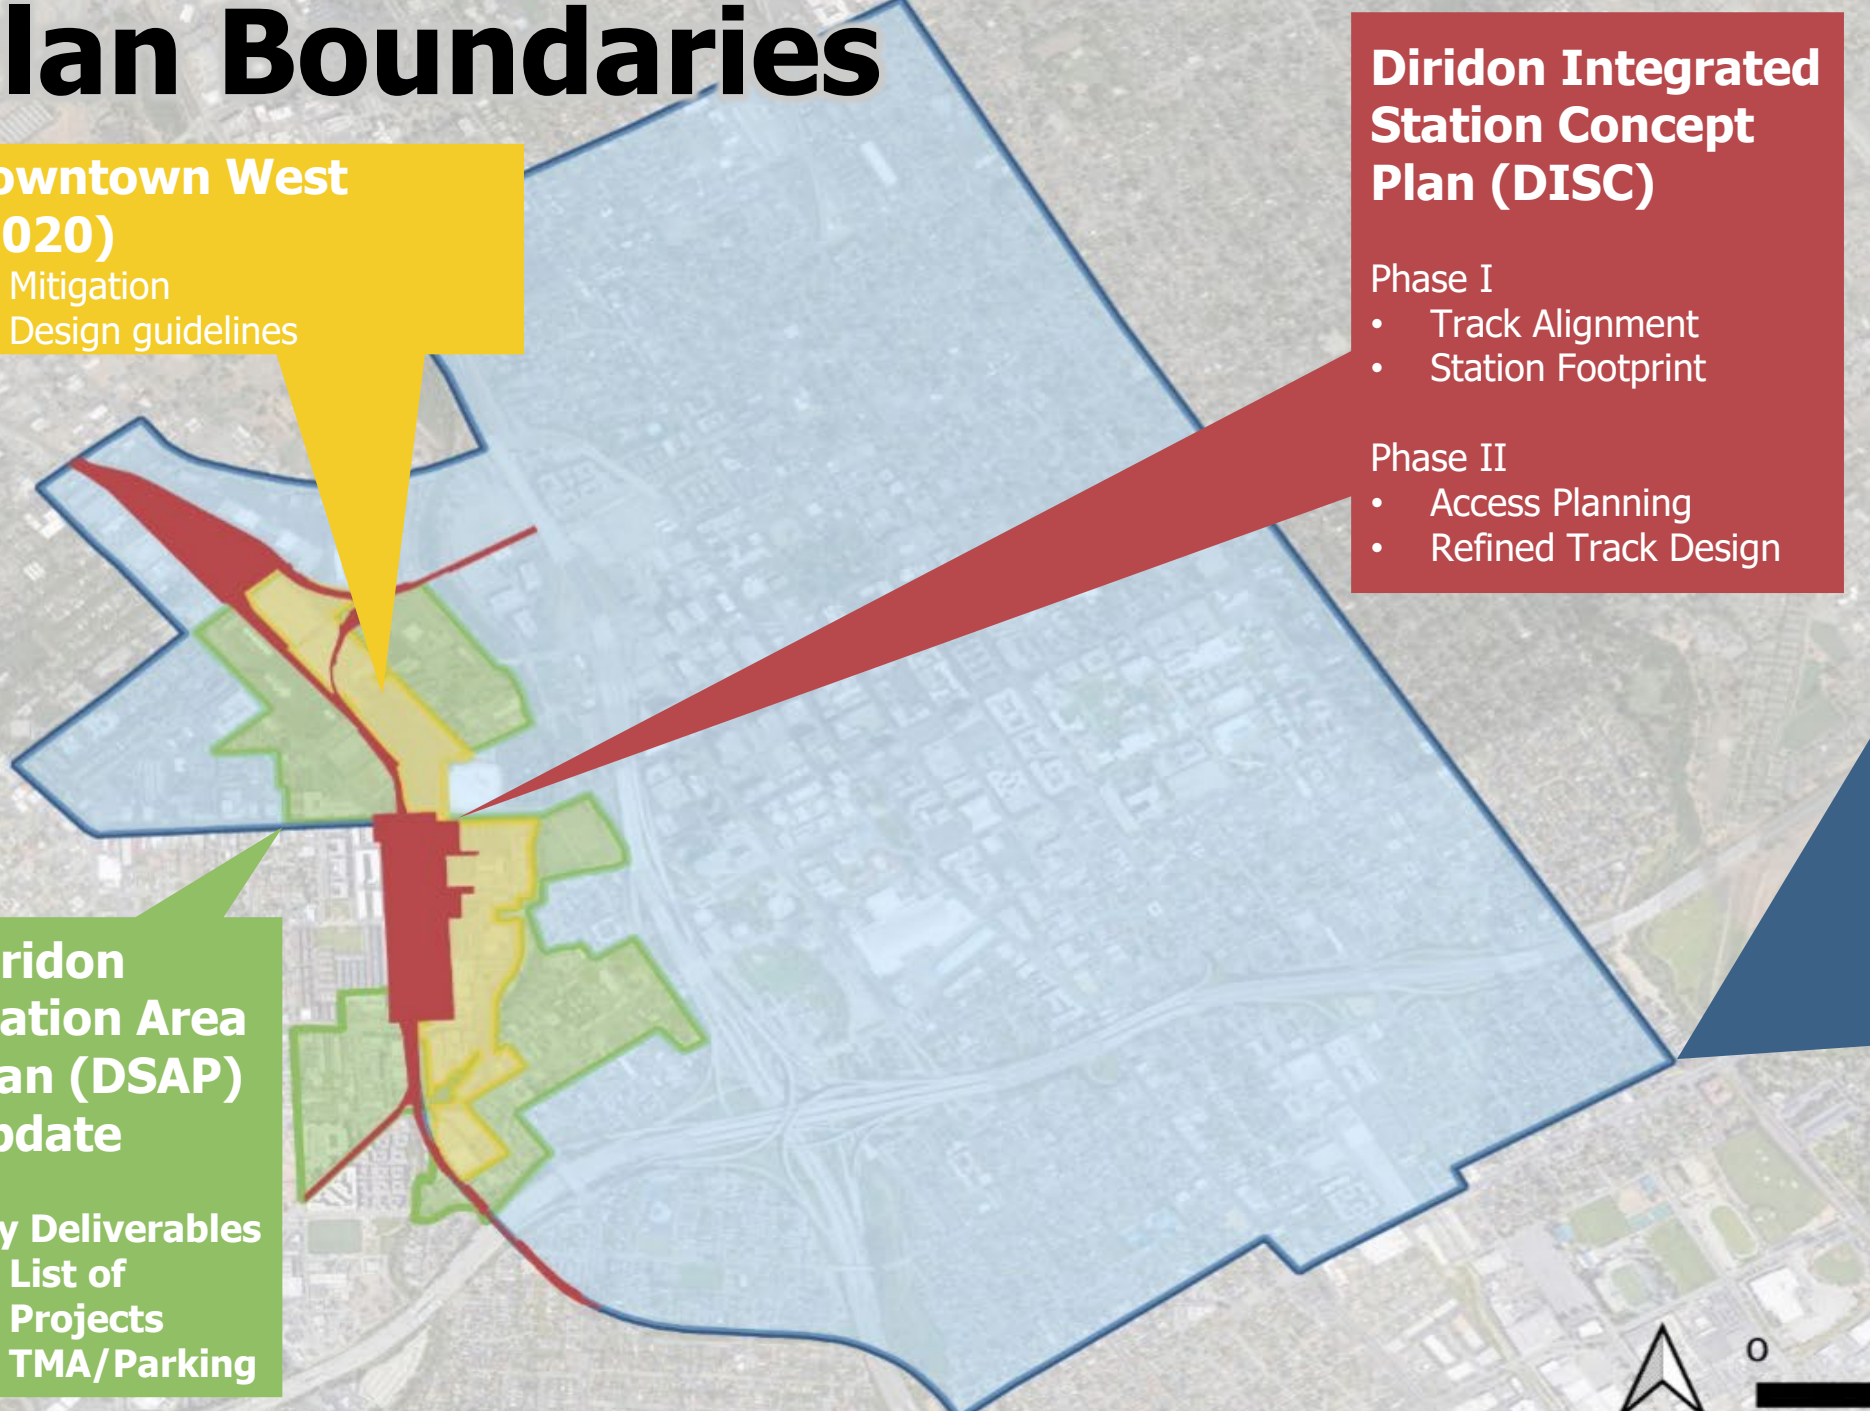 lan Boundaries
owntown West
020)
Mitigation
Design guidelines
Diridon Integrated
Station Concept
Plan (DISC)
Phase I
• Track Alignment
• Station Footprint
Phase II
• Access Planning
• Refined Track Design
ridon
ation Area
an (DSAP)
pdate
y Deliverables
List of
Projects
TMA/Parking
0